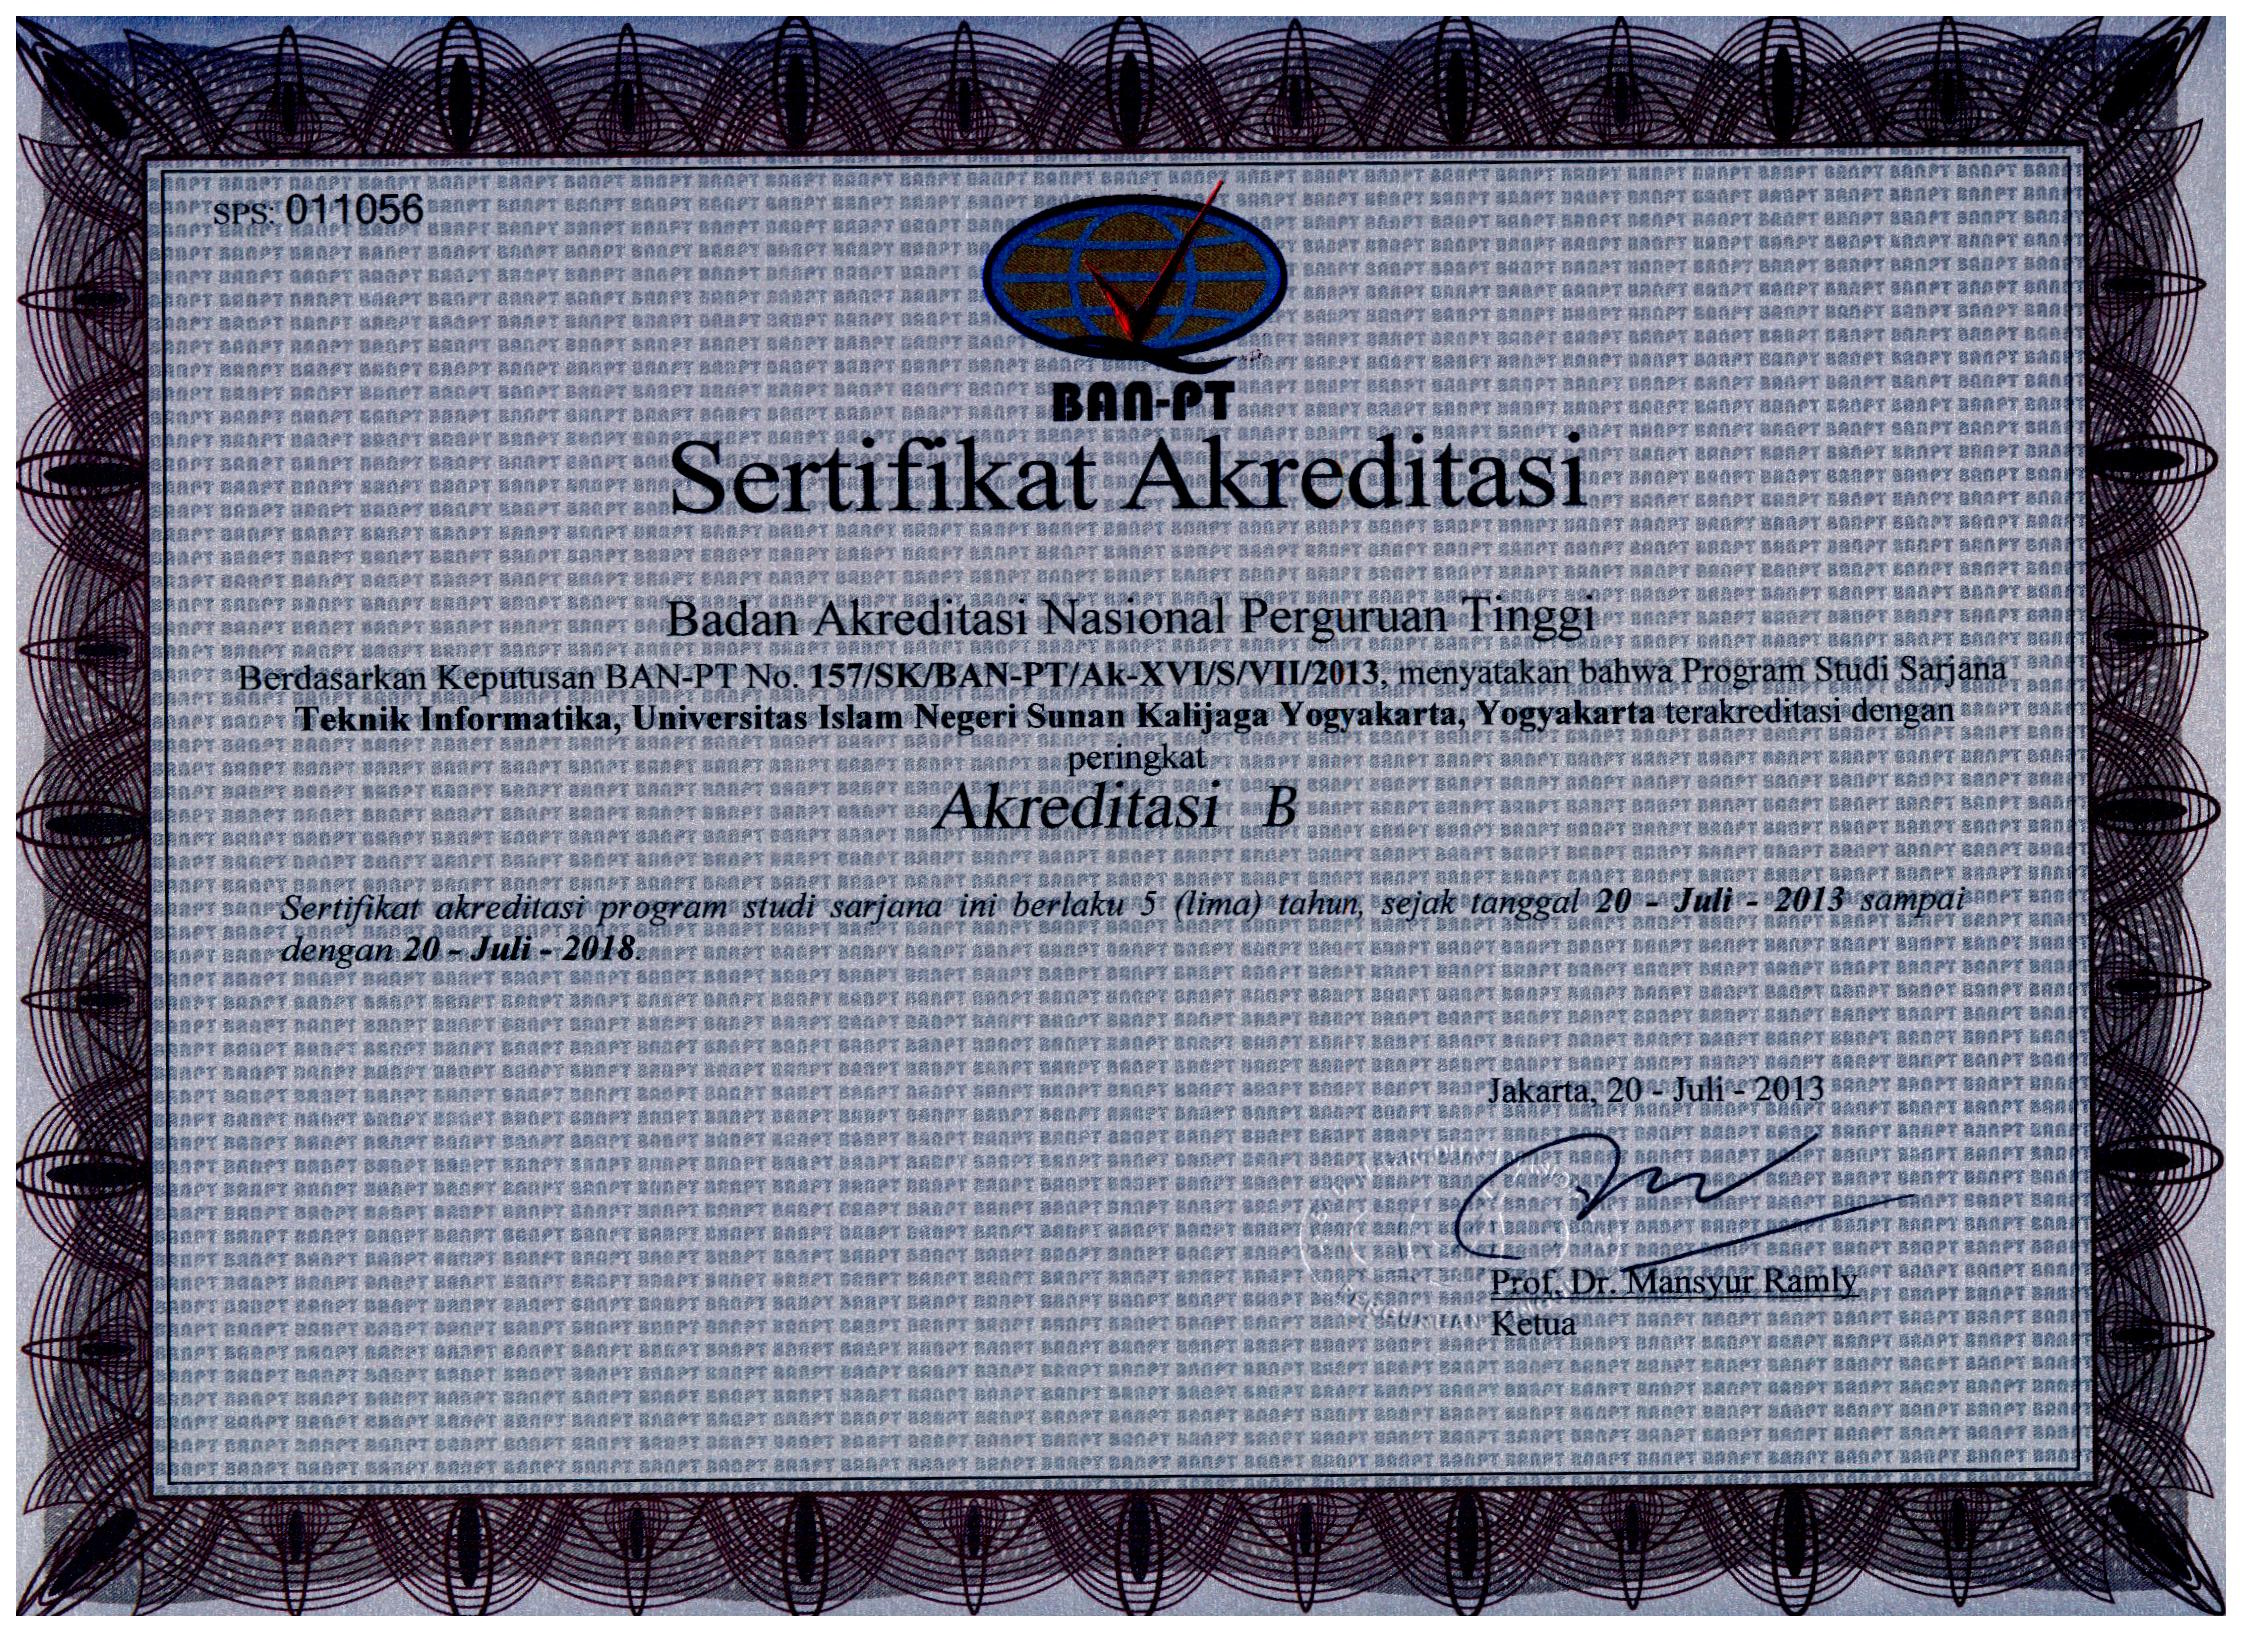 SPS: 011056
BAN-PT
Sertifikat Akreditasi
Badan Akreditasi Nasional Perguruan Tinggi
Berdasarkan Keputusan BAN-PT No. 157/SK/BAN-PT/Ak-XVI/S/VII/2013, menyatakan bahwa Program Studi Sarjana
Teknik Informatika, Universitas Islam Negeri Sunan Kalijaga Yogyakarta, Yogyakarta terakreditasi dengan
peringkat
Akreditasi B
Sertifikat akreditasi program studi sarjana ini berlaku 5 (lima) tahun, sejak tanggal 20 - Juli - 2013 sampai
dengan 20 - Juli - 2018.
Jakarta, 20 - Juli - 2013
Prof. Dr. Mansyur Ramly
Ketua